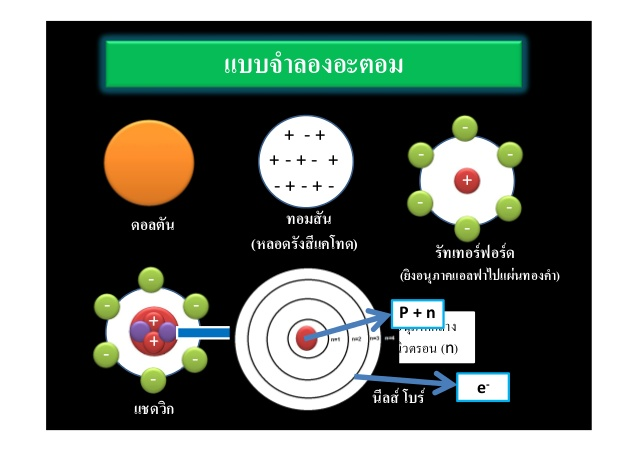 แบบจำลองอะตอม
+ - +
+ - + - +
- + - + -
ดอลตัน
ทอมสัน
(หลอดรังสีแคโทด)
- - - - - -
+
รัทเทอร์ฟอร์ด
(ยิงอนุภาคแอลฟาไปแผ่นทองคำ)
- - - - - -
+
+
แชดวิก
n=1 n=2 n=3 n=4
P + n
(n)
e-
นีลส์ โบร์